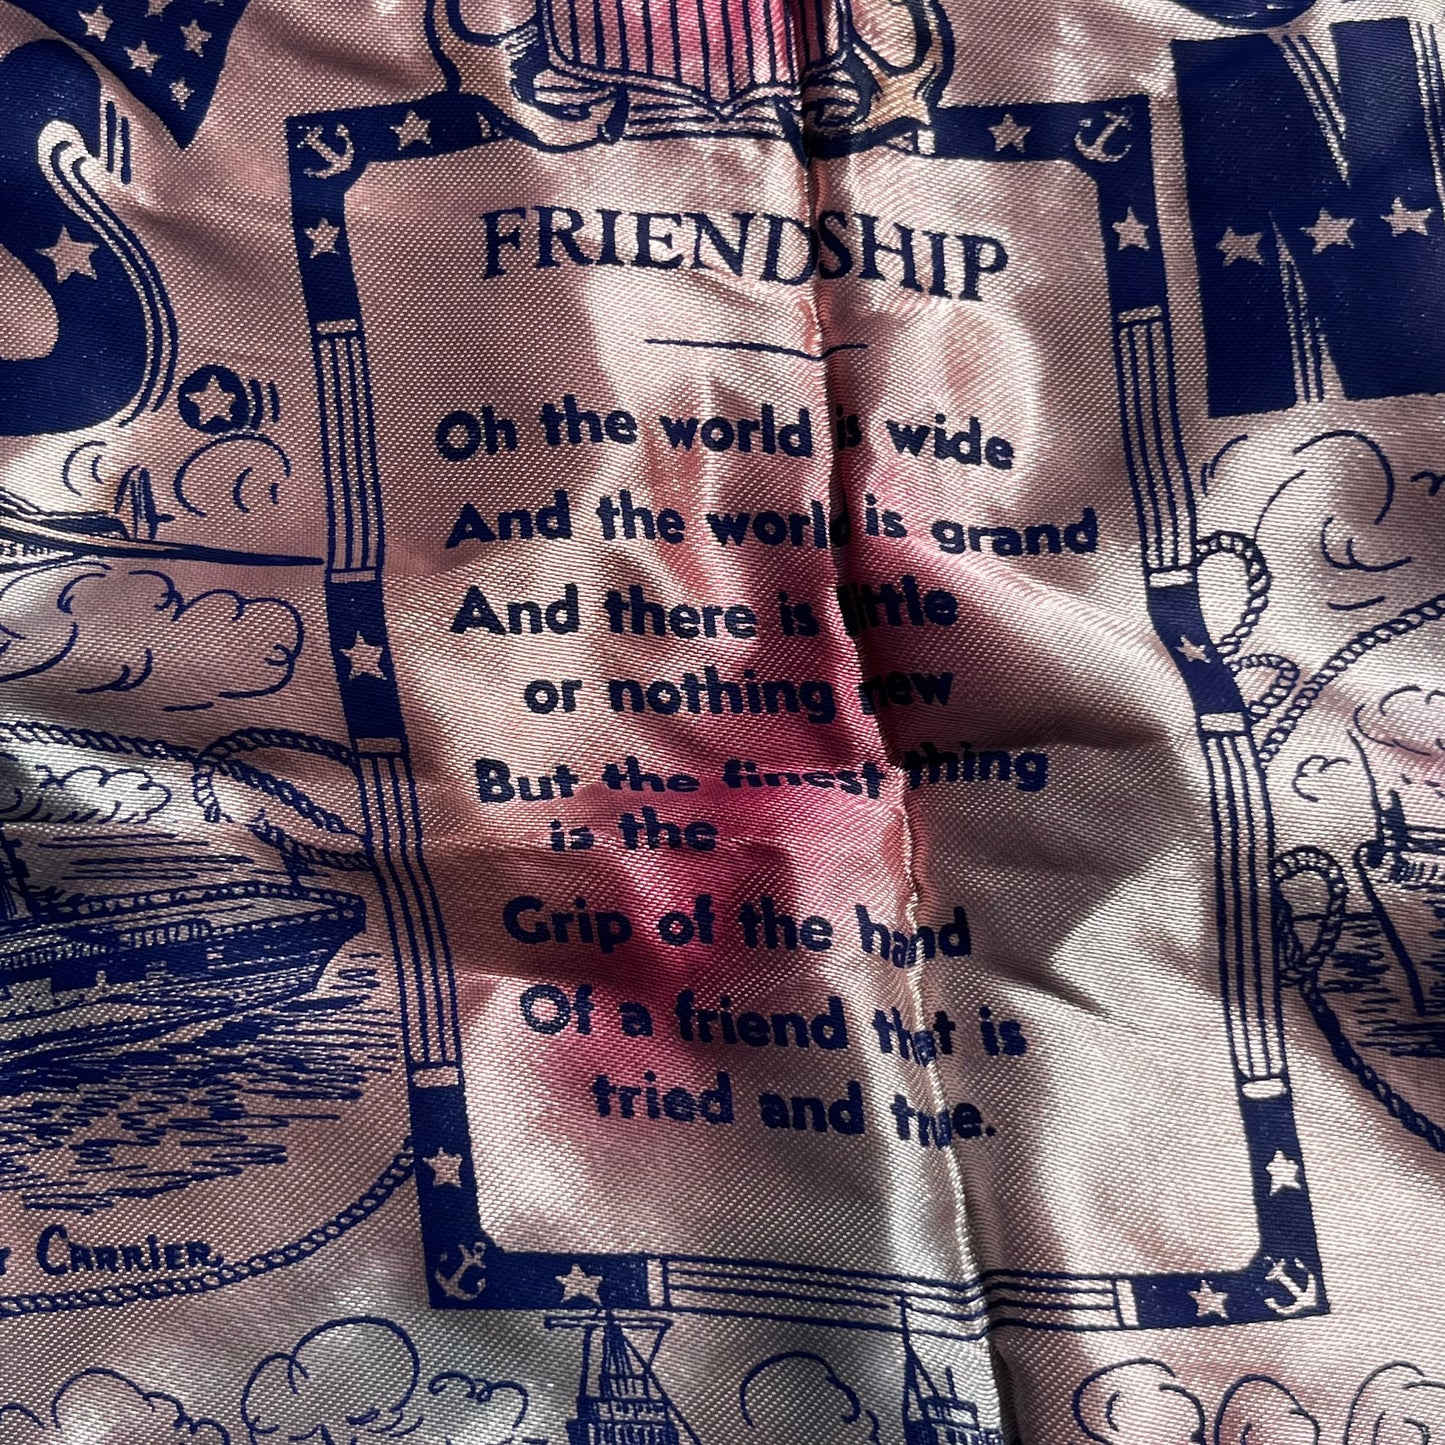 FRIENDSHIP
Oh the world is wide
And the world is grand
And there is little
or nothing new
But the finest thing
is the
Grip of the hand
Of a friend that is
tried and true.
CARRIER.